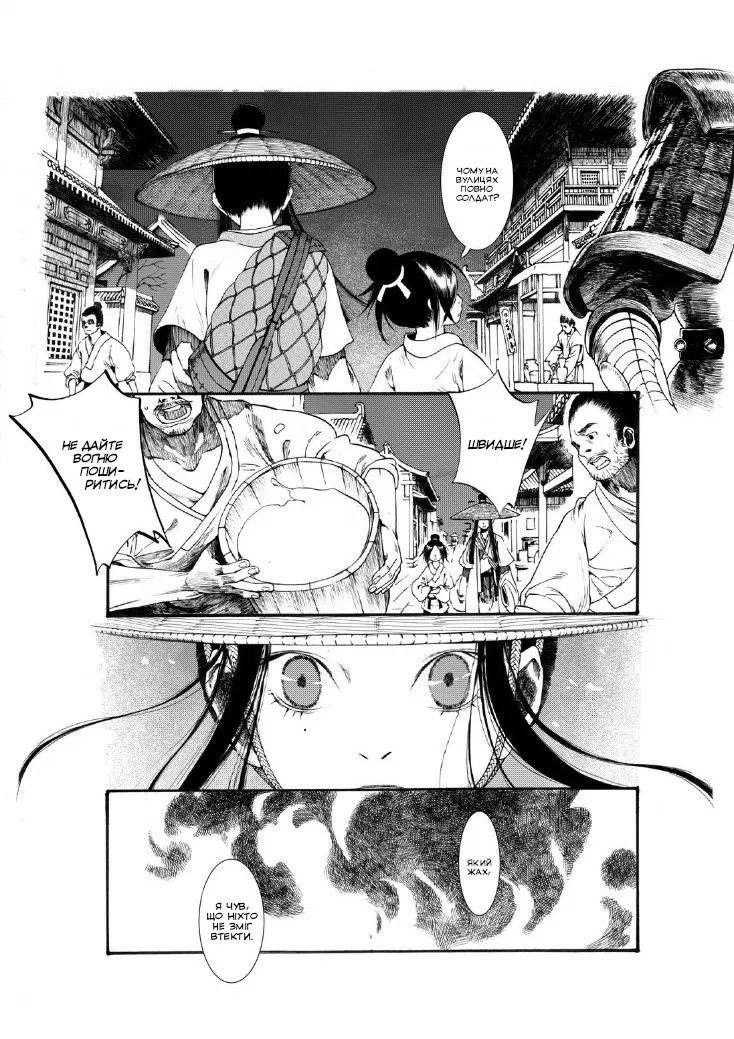 ЧОМУ НА
ВУЛИЦЯХ
ПОВНО
СОЛДАТ?
ШВИДШЕ!
НЕ ДАЙТЕ
ВОГНЮ
ПОШИ-
РИТИСЬ!
ЯКИЙ
ЖАХ,
Я ЧУВ,
ЩО НІХТО
НЕ ЗМІГ
ВТЕКТИ.